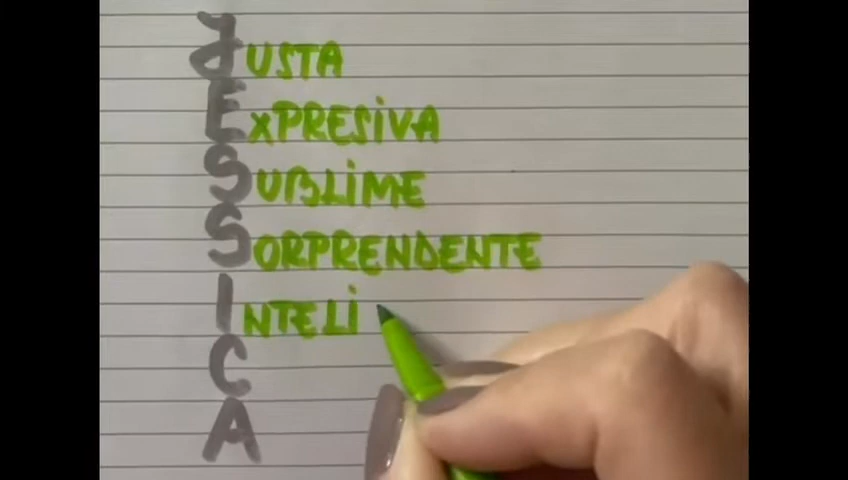 JUSTA
EXPRESIVA
SUBLIME
SORPRENDENTE
INTELI
C
A